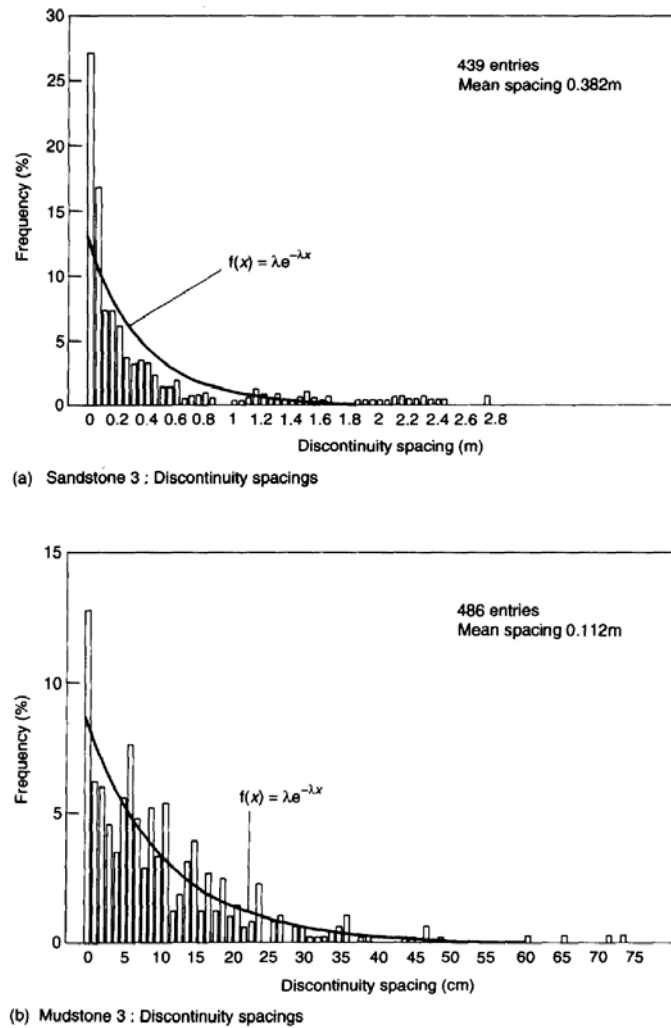 30
25
20
15
10
5
0
Frequency (%)
439 entries
Mean spacing 0.382m
f(x) = λe^{-λx}
0 0.2 0.4 0.6 0.8 1 1.2 1.4 1.6 1.8 2 2.2 2.4 2.6 2.8
Discontinuity spacing (m)
(a) Sandstone 3 : Discontinuity spacings
15
10
5
0
Frequency (%)
486 entries
Mean spacing 0.112m
f(x) = λe^{-λx}
0 5 10 15 22 25 30 35 40 45 50 55 60 65 70 75
Discontinuity spacing (cm)
(b) Mudstone 3 : Discontinuity spacings